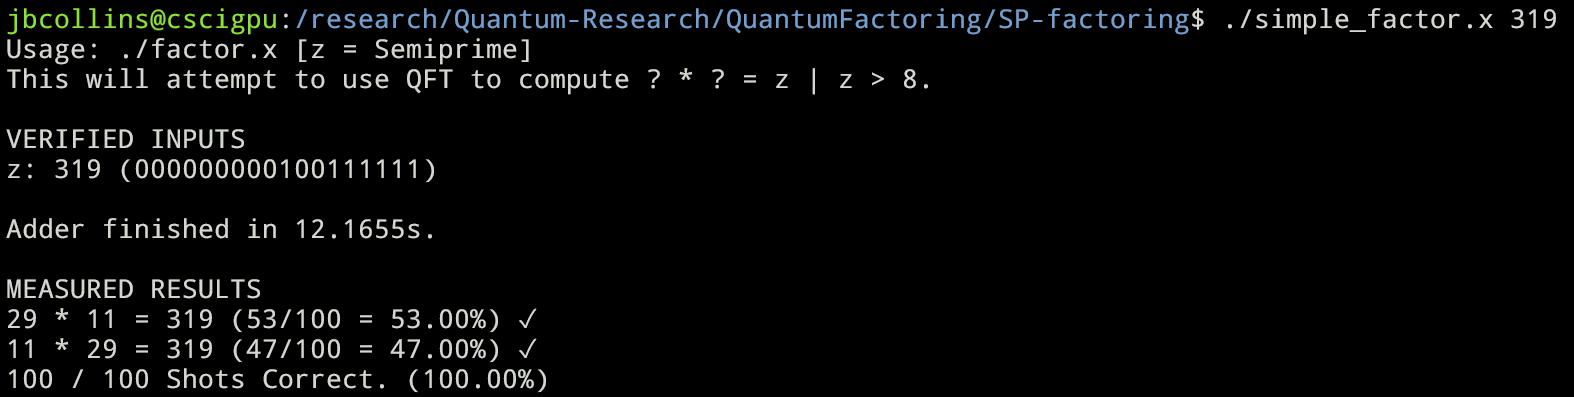 jbcollins@cscigpu:/research/Quantum-Research/QuantumFactoring/SP-factoring$ ./simple_factor.x 319
Usage: ./factor.x [z = Semiprime]
This will attempt to use QFT to compute ? * ? = z | z > 8.
VERIFIED INPUTS
z: 319 (000000000100111111)
Adder finished in 12.1655s.
MEASURED RESULTS
29 * 11 = 319 (53/100 = 53.00%) ✓
11 * 29 = 319 (47/100 = 47.00%) ✓
100 / 100 Shots Correct. (100.00%)